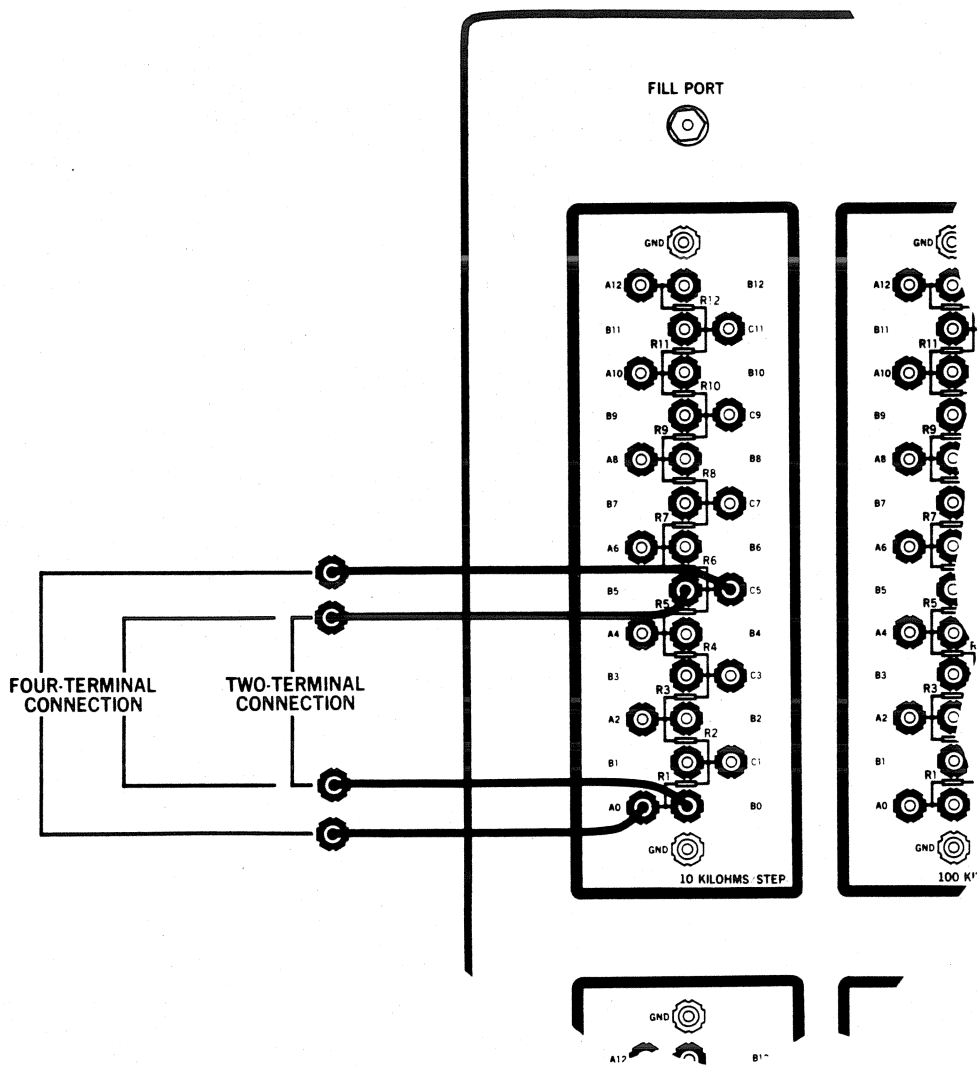 FILL PORT
GND
A12 B12
R12
B11 C11
R11
A10 B10
R10
B9 C9
R9
A8 B8
R8
B7 C7
R7
A6 B6
R6
B5 C5
R5
A4 B4
R4
B3 C3
R3
A2 B2
R2
B1 C1
R1
A0 B0
GND
10 KILOHMS/STEP
GND
A12
B11
R11
A10
B9
R9
A8
B7
R7
A6
B5
R5
A4
B3
R3
A2
B1
R1
A0
GND
100
FOUR-TERMINAL
CONNECTION
TWO-TERMINAL
CONNECTION
GND
A12